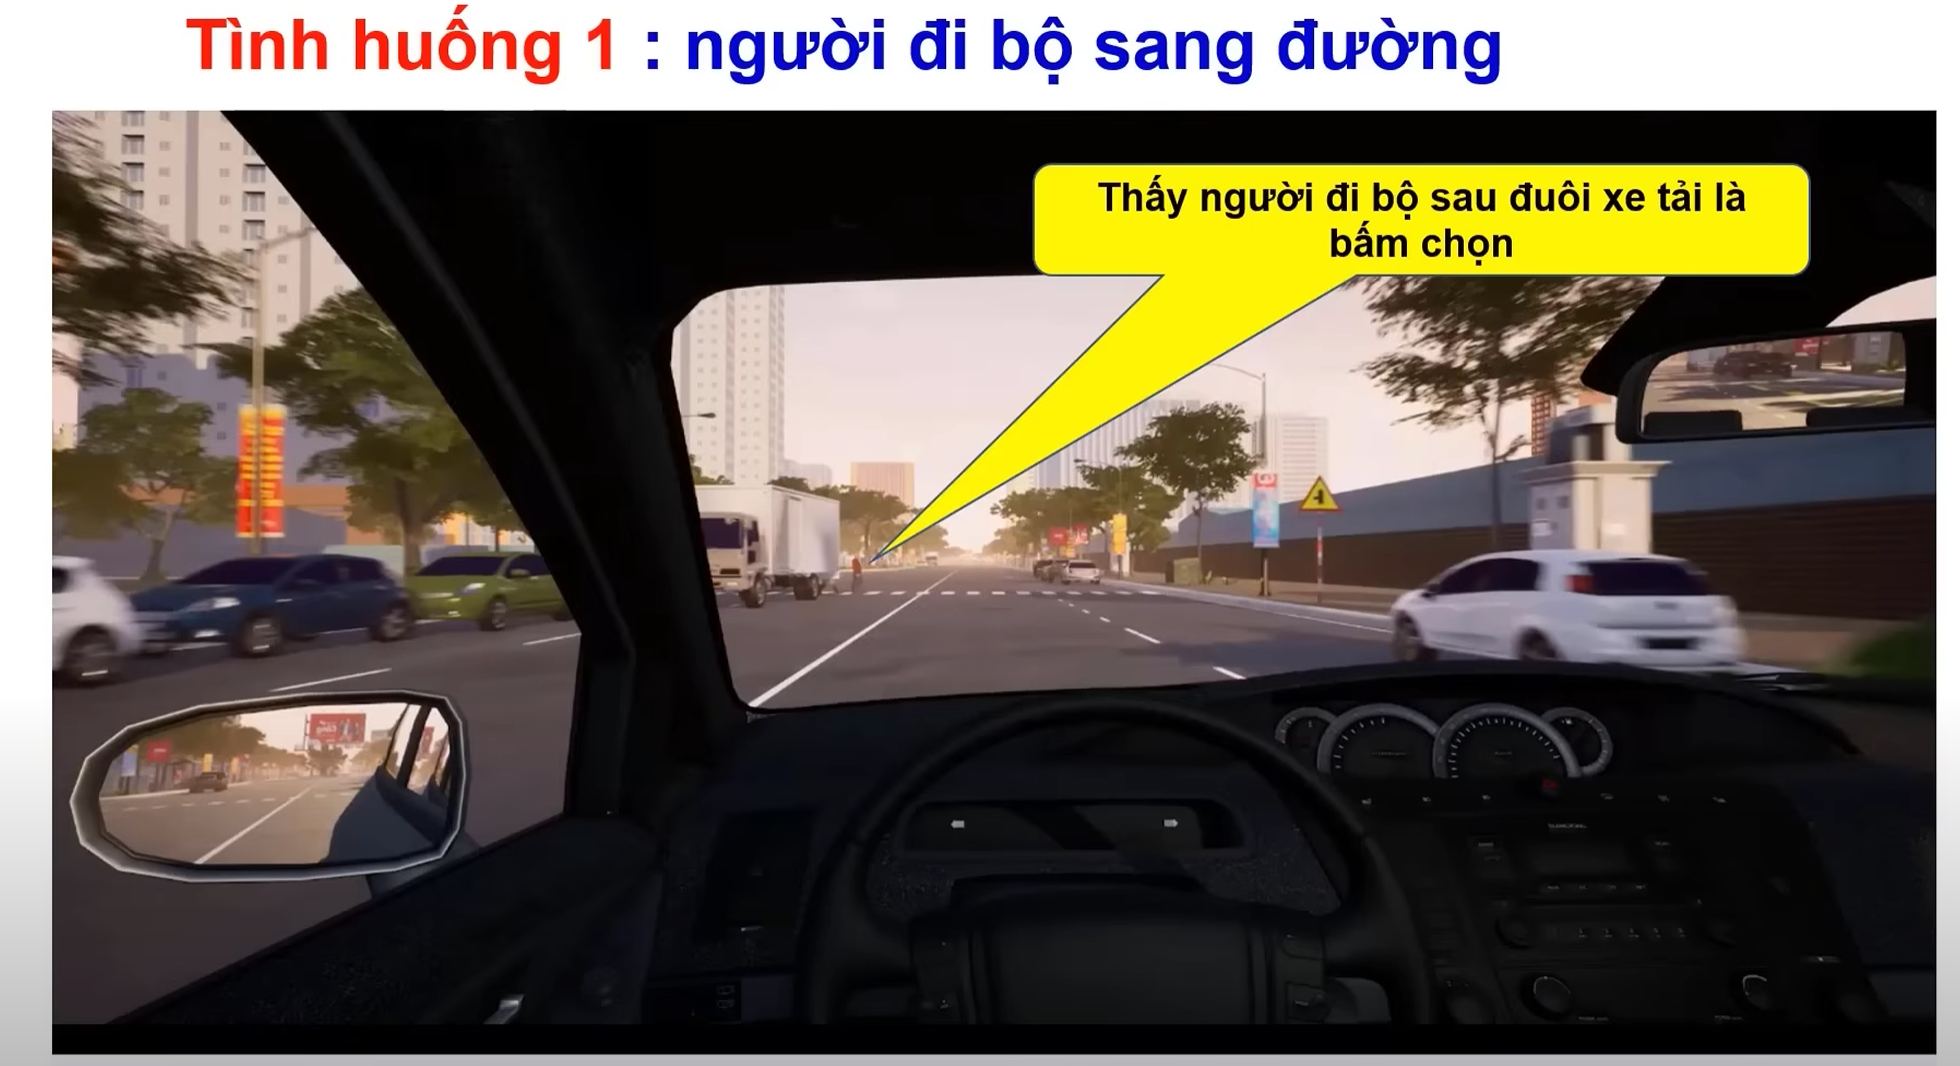 Tình huống 1 : người đi bộ sang đường
Thấy người đi bộ sau đuôi xe tải là
bấm chọn